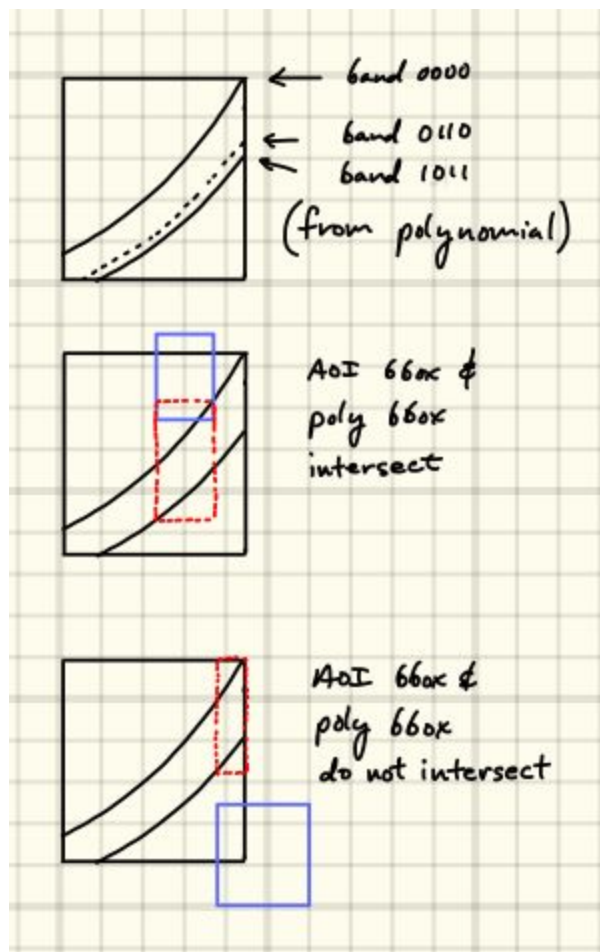 band 0000
band 0110
band 1011
(from polynomial)
AOI bbox &
poly bbox
intersect
AOI bbox &
poly bbox
do not intersect